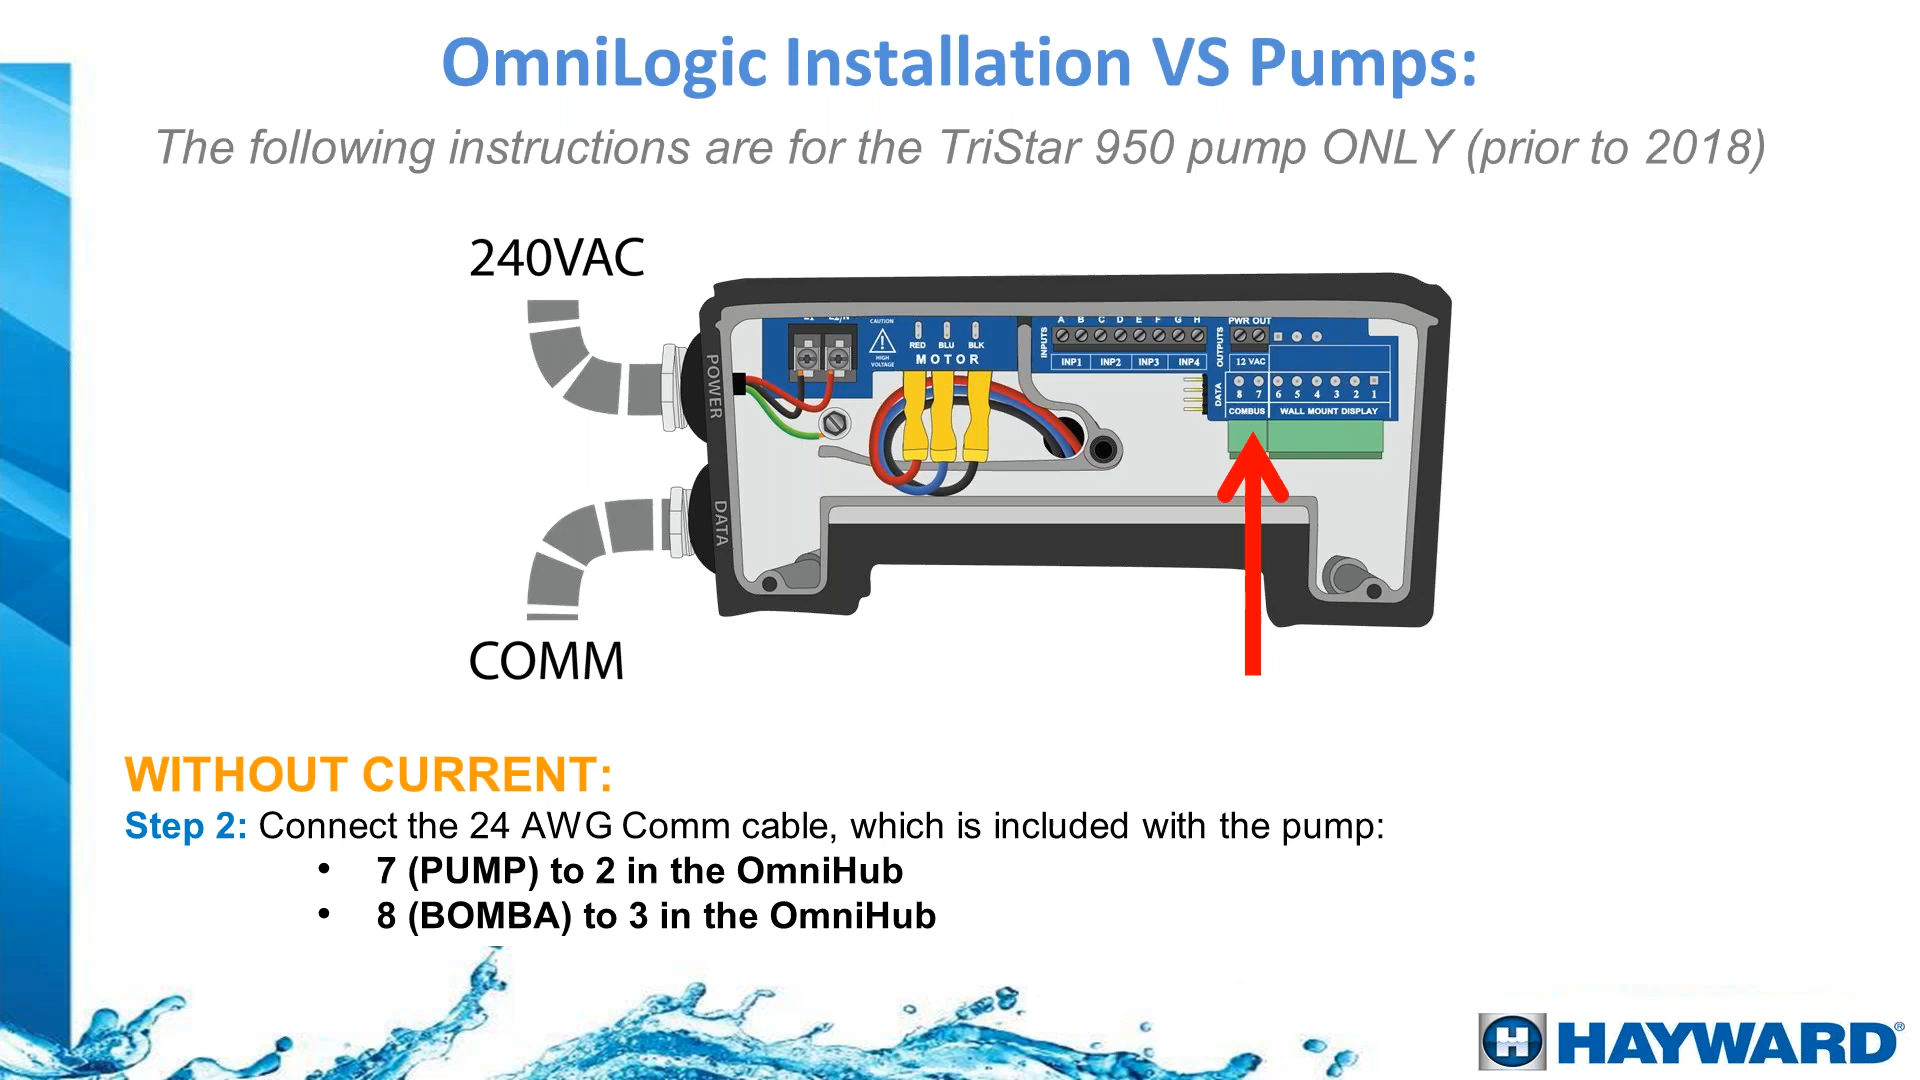 OmniLogic Installation VS Pumps:
The following instructions are for the TriStar 950 pump ONLY (prior to 2018)
240VAC
POWER
CAUTION
HIGH
VOLTAGE
RED BLU BLK
MOTOR
INPUTS
A B C D E F G H
INP1 INP2 INP3 INP4
OUTPUTS
PWR OUT
12 VAC
DATA
8 7 6 5 4 3 2 1
COMBUS WALL MOUNT DISPLAY
DATA
COMM
WITHOUT CURRENT:
Step 2: Connect the 24 AWG Comm cable, which is included with the pump:
• 7 (PUMP) to 2 in the OmniHub
• 8 (BOMBA) to 3 in the OmniHub
H HAYWARD®